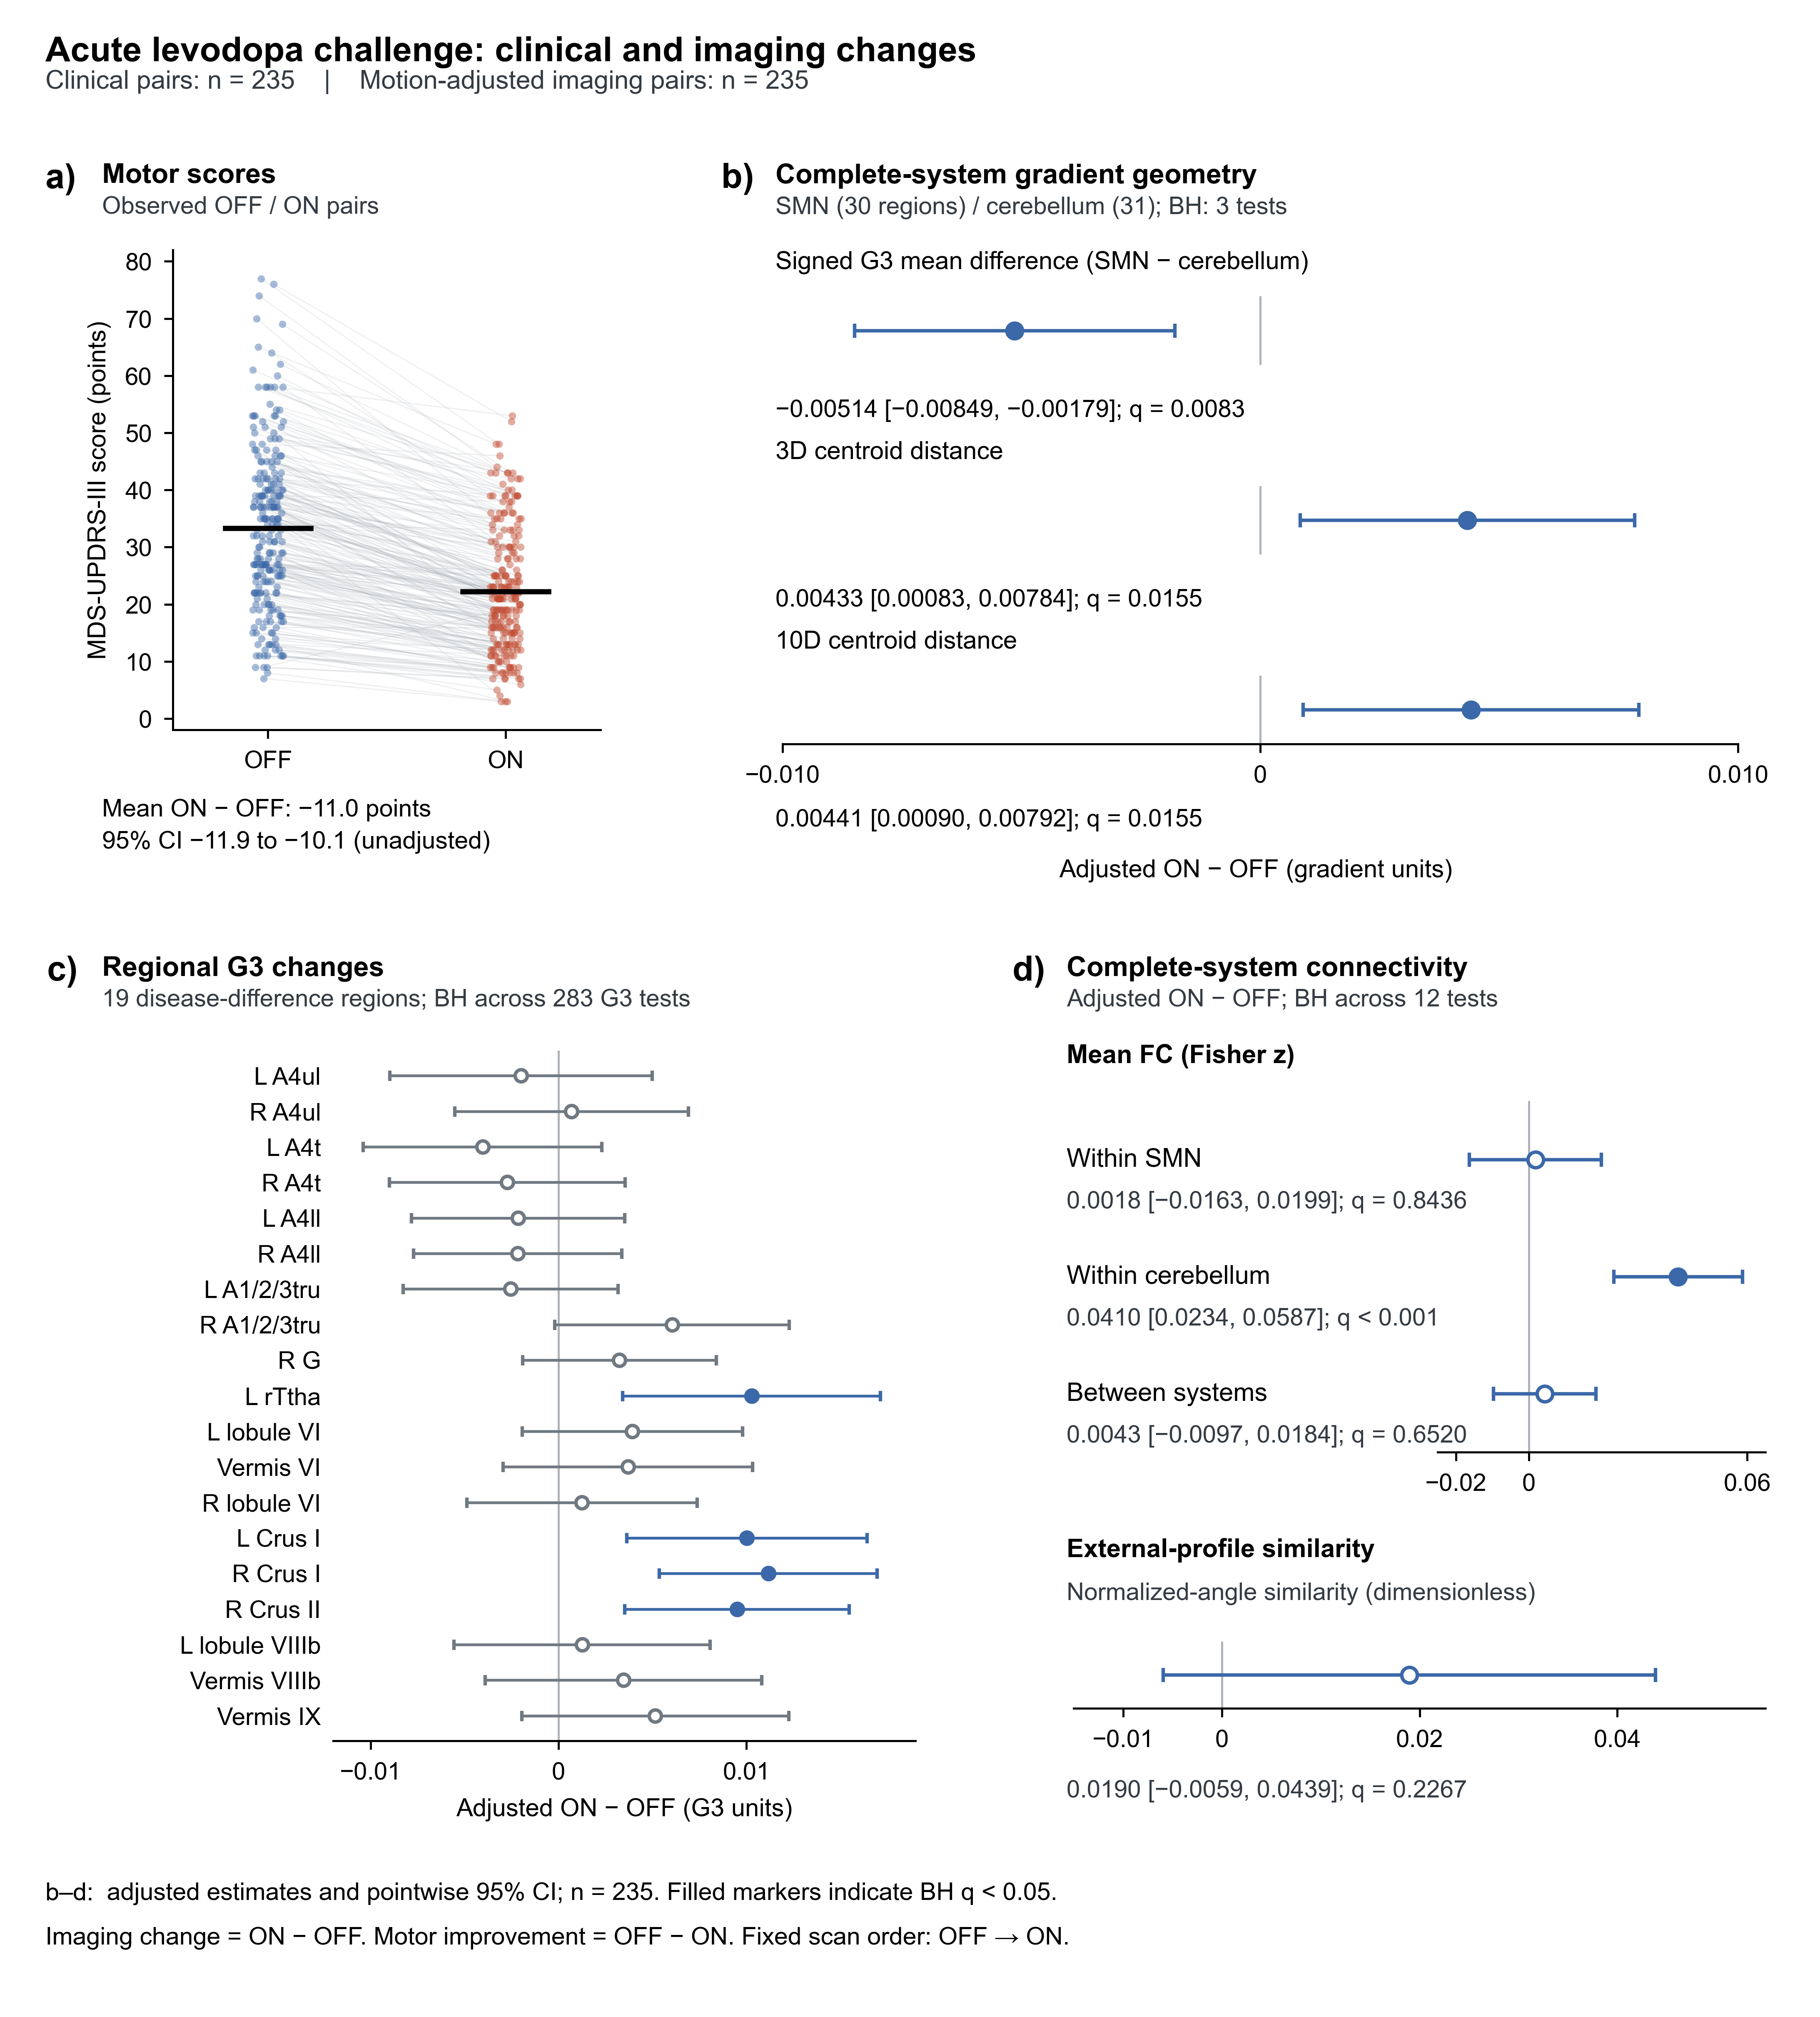 Acute levodopa challenge: clinical and imaging changes
Clinical pairs: n = 235 | Motion-adjusted imaging pairs: n = 235
a) Motor scores
Observed OFF / ON pairs
80
70
60
50
40
30
20
10
0
MDS-UPDRS-III score (points)
OFF ON
Mean ON − OFF: −11.0 points
95% CI −11.9 to −10.1 (unadjusted)
b) Complete-system gradient geometry
SMN (30 regions) / cerebellum (31); BH: 3 tests
Signed G3 mean difference (SMN − cerebellum)
−0.00514 [−0.00849, −0.00179]; q = 0.0083
3D centroid distance
0.00433 [0.00083, 0.00784]; q = 0.0155
10D centroid distance
−0.010 0 0.010
0.00441 [0.00090, 0.00792]; q = 0.0155
Adjusted ON − OFF (gradient units)
c) Regional G3 changes
19 disease-difference regions; BH across 283 G3 tests
L A4ul
R A4ul
L A4t
R A4t
L A4ll
R A4ll
L A1/2/3tru
R A1/2/3tru
R G
L rTtha
L lobule VI
Vermis VI
R lobule VI
L Crus I
R Crus I
R Crus II
L lobule VIIIb
Vermis VIIIb
Vermis IX
−0.01 0 0.01
Adjusted ON − OFF (G3 units)
d) Complete-system connectivity
Adjusted ON − OFF; BH across 12 tests
Mean FC (Fisher z)
Within SMN
0.0018 [−0.0163, 0.0199]; q = 0.8436
Within cerebellum
0.0410 [0.0234, 0.0587]; q < 0.001
Between systems
0.0043 [−0.0097, 0.0184]; q = 0.6520
−0.02 0 0.06
External-profile similarity
Normalized-angle similarity (dimensionless)
−0.01 0 0.02 0.04
0.0190 [−0.0059, 0.0439]; q = 0.2267
b–d: adjusted estimates and pointwise 95% CI; n = 235. Filled markers indicate BH q < 0.05.
Imaging change = ON − OFF. Motor improvement = OFF − ON. Fixed scan order: OFF → ON.